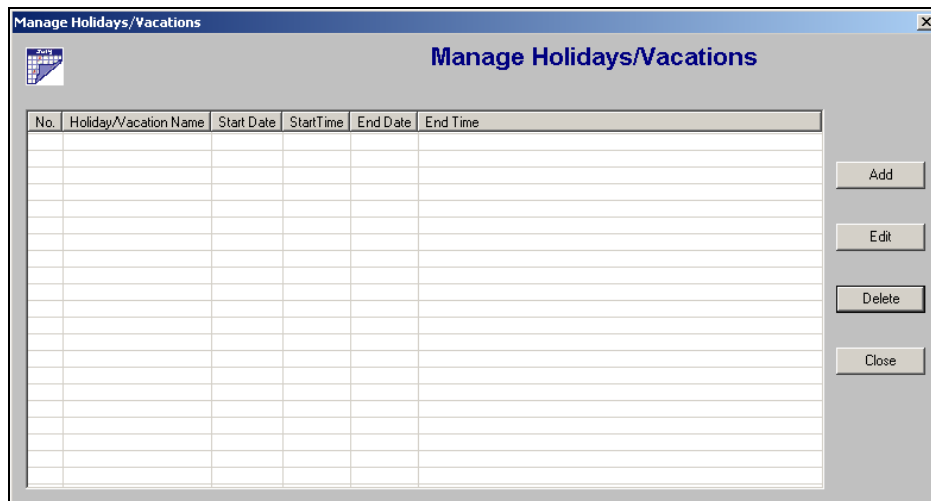 Manage Holidays/Vacations
July
Manage Holidays/Vacations
No. Holiday/Vacation Name Start Date StartTime End Date End Time
Add
Edit
Delete
Close